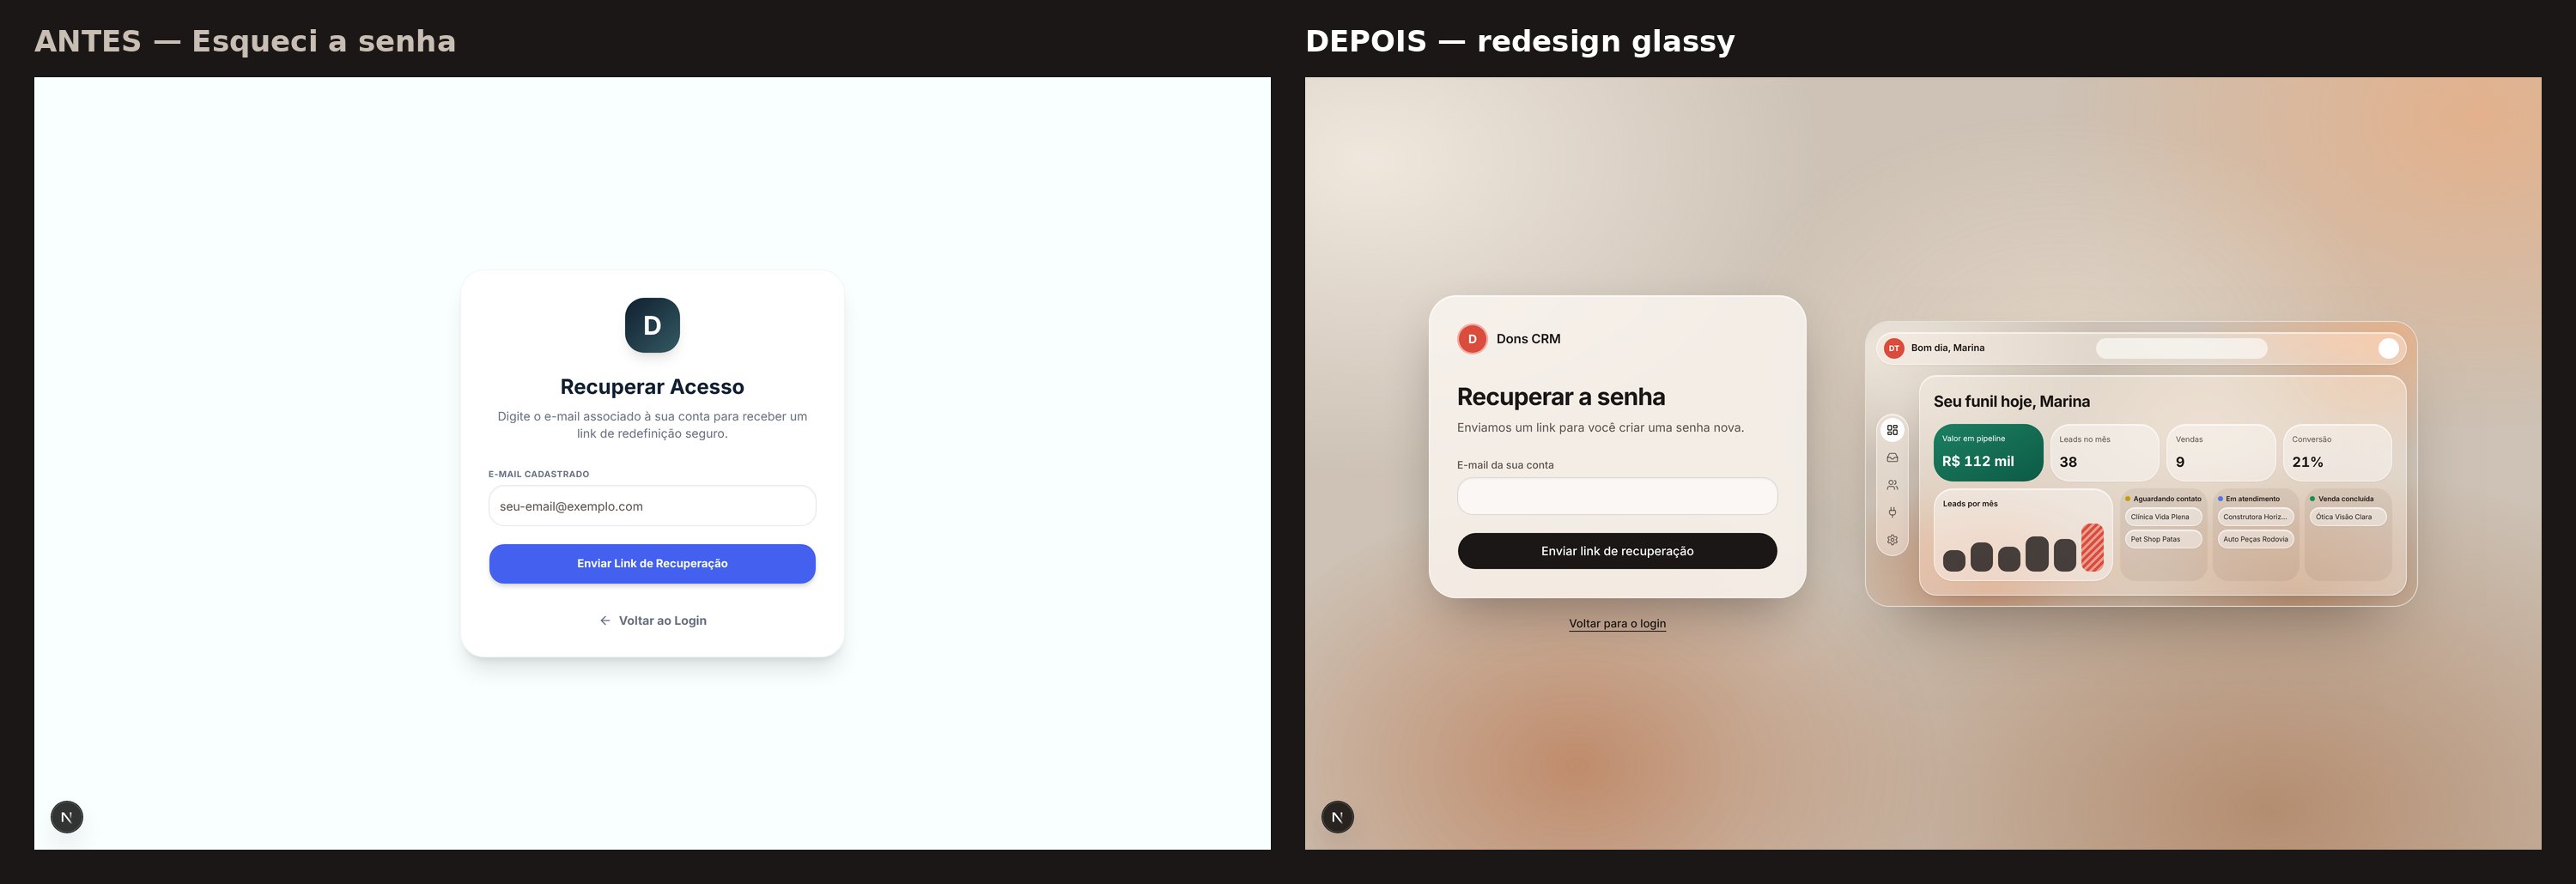 ANTES — Esqueci a senha
D
Recuperar Acesso
Digite o e-mail associado à sua conta para receber um
link de redefinição seguro.
E-MAIL CADASTRADO
seu-email@exemplo.com
Enviar Link de Recuperação
Voltar ao Login
N
DEPOIS — redesign glassy
D
Dons CRM
Recuperar a senha
Enviamos um link para você criar uma senha nova.
E-mail da sua conta
Enviar link de recuperação
Voltar para o login
DT
Bom dia, Marina
Seu funil hoje, Marina
Valor em pipeline
R$ 112 mil
Leads no mês
38
Vendas
9
Conversão
21%
Leads por mês
Aguardando contato
Clínica Vida Plena
Pet Shop Patas
Em atendimento
Construtora Horiz...
Auto Peças Rodovia
Venda concluída
Ótica Visão Clara
N